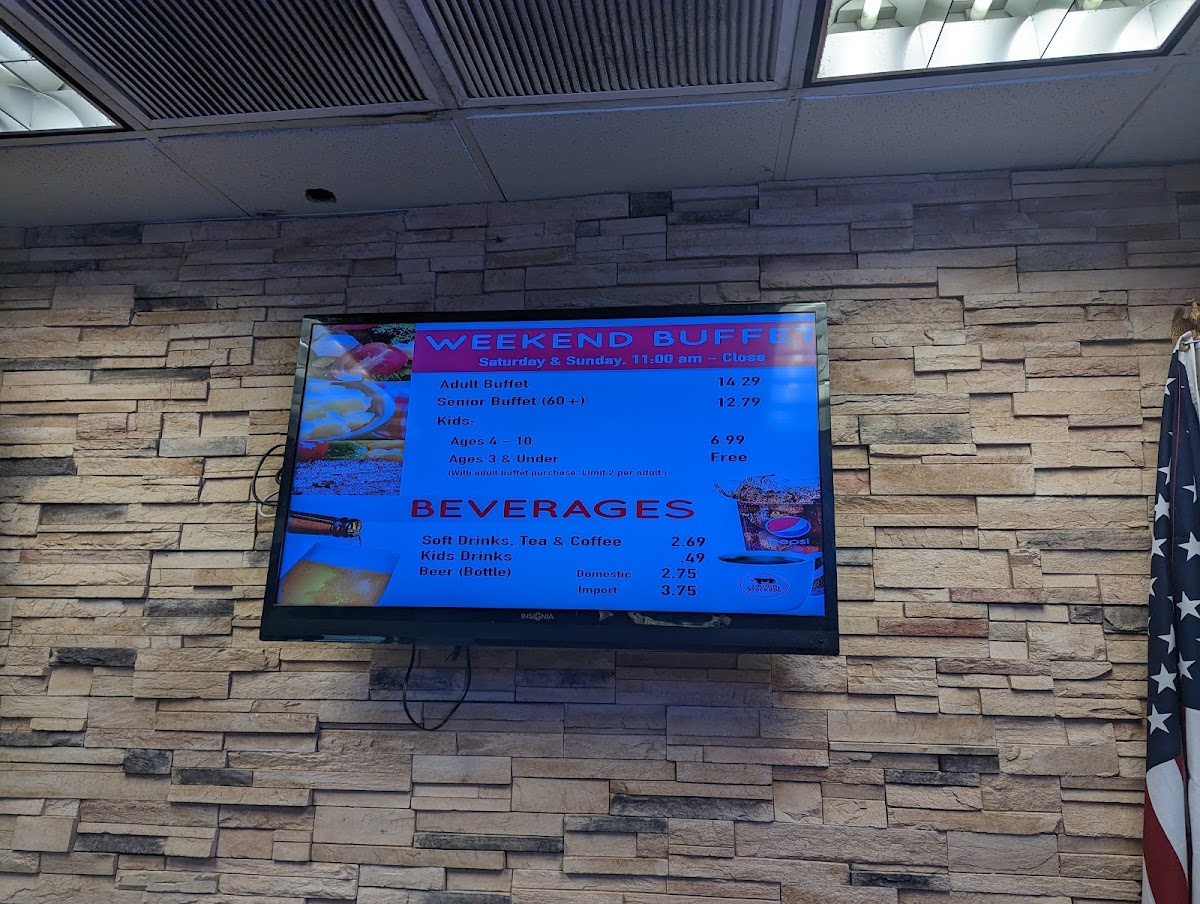 WEEKEND BUFFET
Saturday & Sunday. 11:00 am - Close
Adult Buffet 14.29
Senior Buffet (60+) 12.79
Kids:
Ages 4 - 10 6.99
Ages 3 & Under Free
(With adult buffet purchase. Limit 2 per adult.)
BEVERAGES
Soft Drinks, Tea & Coffee 2.69
Kids Drinks .49
Beer (Bottle) Domestic 2.75
Import 3.75
pepsi
STOCKADE
INSIGNIA